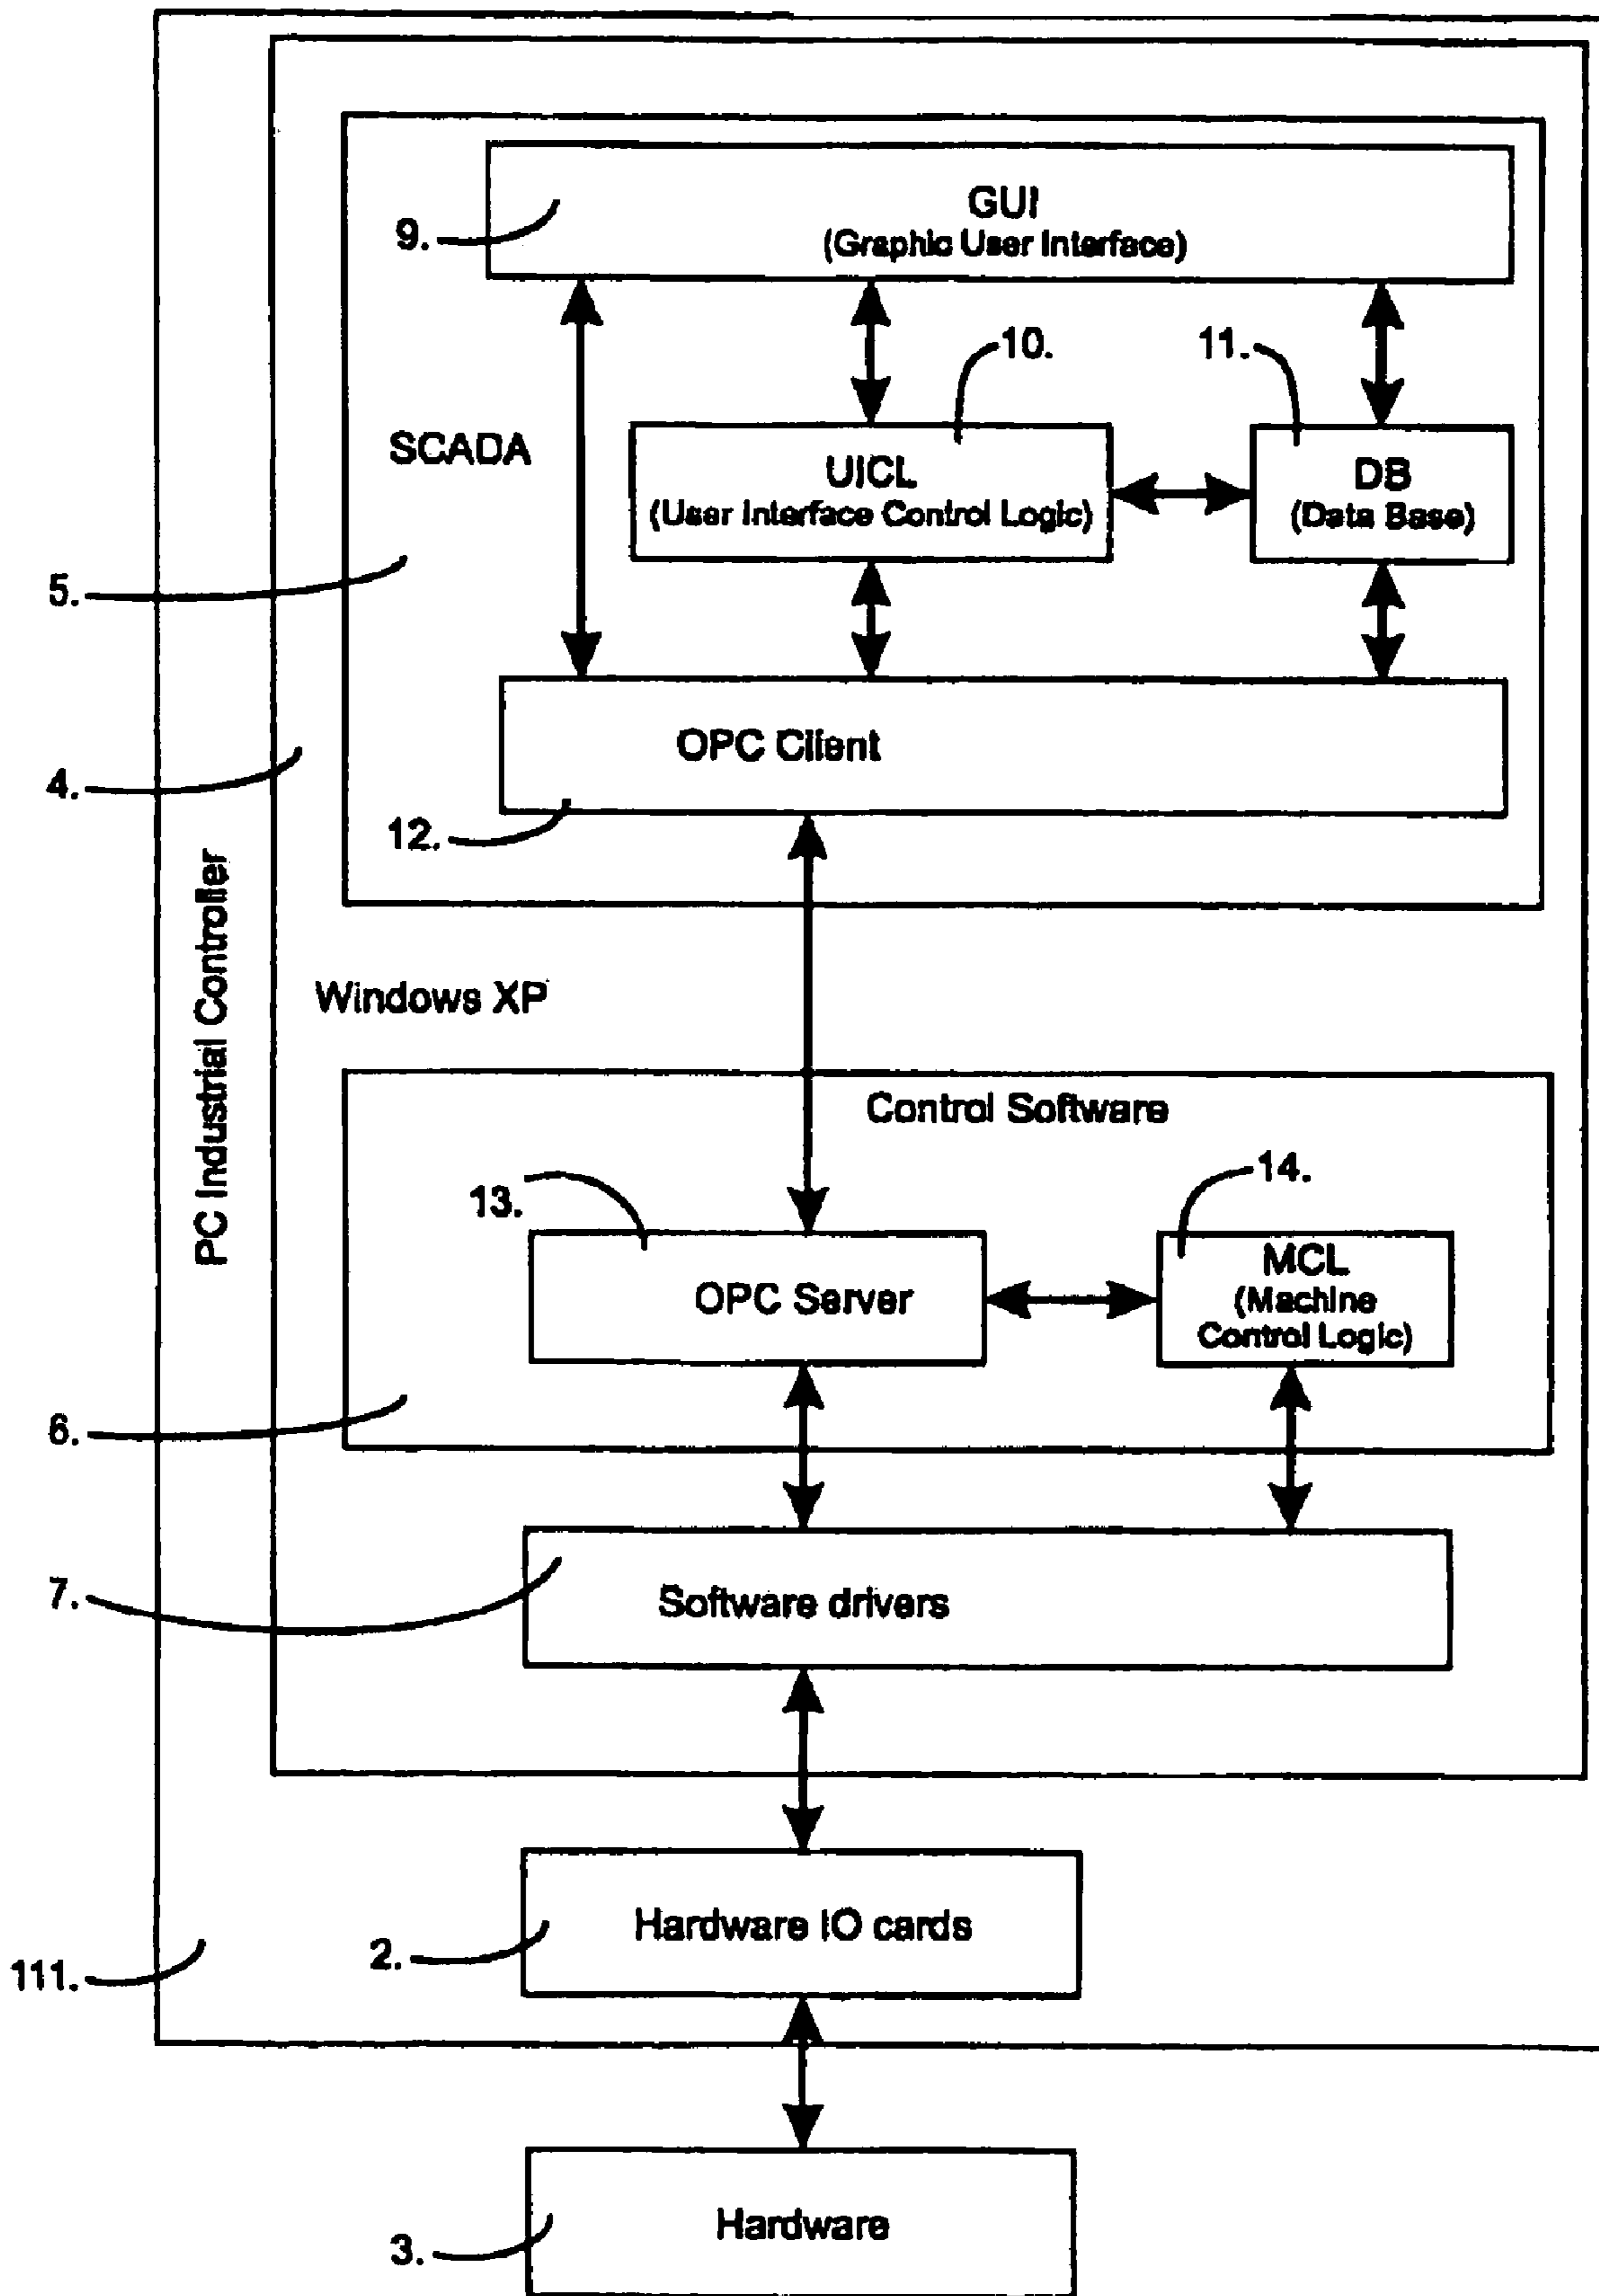 GUI
(Graphic User Interface)
9.
10.
11.
SCADA
UICL
(User Interface Control Logic)
DB
(Data Base)
5.
OPC Client
4.
12.
PC Industrial Controller
Windows XP
Control Software
13.
14.
OPC Server
MCL
(Machine
Control Logic)
6.
7.
Software drivers
Hardware IO cards
2.
111.
Hardware
3.